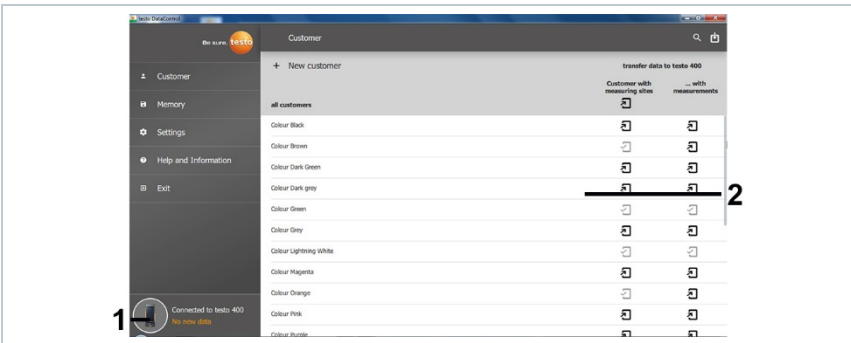 testo DataControl
Be sure. testo
Customer
Customer
Memory
Settings
Help and Information
Exit
Connected to testo 400
No new data
1
+ New customer
transfer data to testo 400
Customer with
measuring sites
... with
measurements
all customers
Colour Black
Colour Brown
Colour Dark Green
Colour Dark grey
2
Colour Green
Colour Grey
Colour Lightning White
Colour Magenta
Colour Orange
Colour Pink
Colour Purple